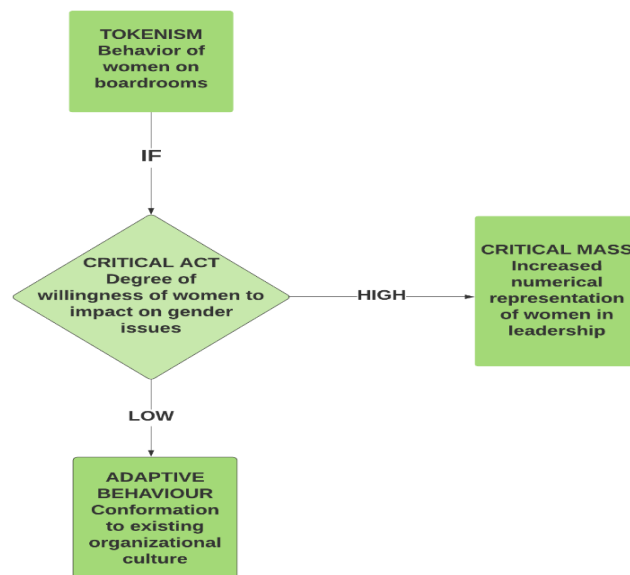 TOKENISM
Behavior of
women on
boardrooms
IF
CRITICAL ACT
Degree of
willingness of women to
impact on gender
issues
HIGH
CRITICAL MASS
Increased
numerical
representation
of women in
leadership
LOW
ADAPTIVE
BEHAVIOUR
Conformation
to existing
organizational
culture